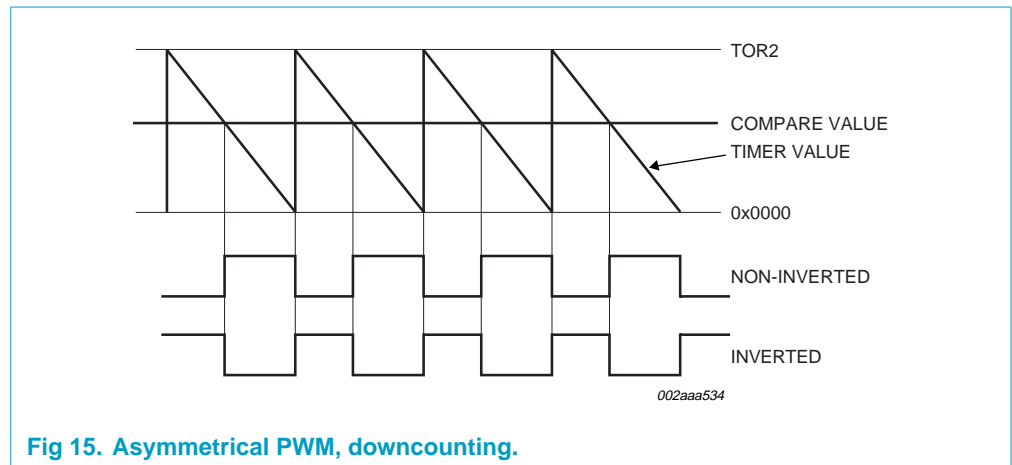 TOR2
COMPARE VALUE
TIMER VALUE
0x0000
NON-INVERTED
INVERTED
002aaa534
Fig 15. Asymmetrical PWM, downcounting.